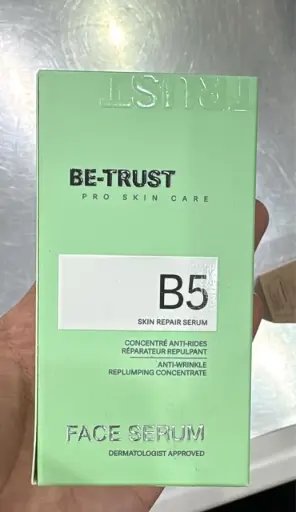 TRUST
BE-TRUST
PRO SKIN CARE
B5
SKIN REPAIR SERUM
CONCENTRÉ ANTI-RIDES
RÉPARATEUR REPULPANT
ANTI-WRINKLE
REPLUMPING CONCENTRATE
FACE SERUM
DERMATOLOGIST APPROVED